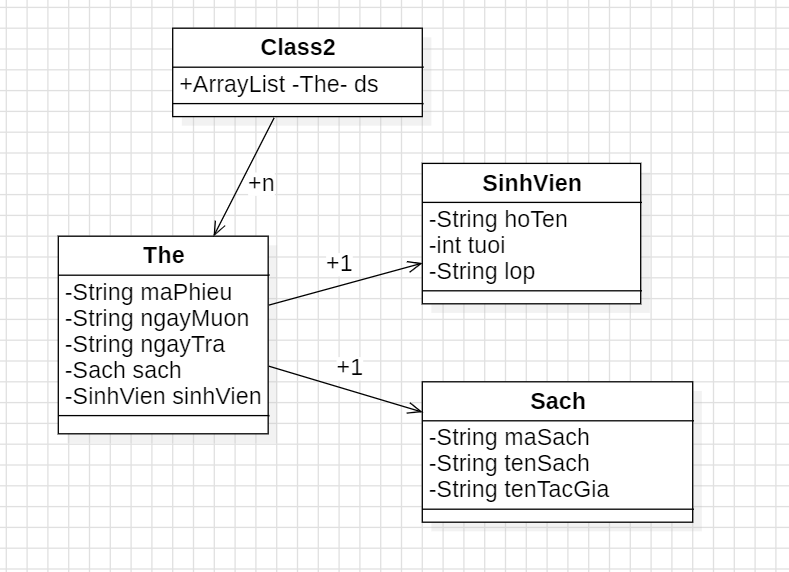 Class2
+ArrayList -The- ds
+n
The
-String maPhieu
-String ngayMuon
-String ngayTra
-Sach sach
-SinhVien sinhVien
+1
SinhVien
-String hoTen
-int tuoi
-String lop
+1
Sach
-String maSach
-String tenSach
-String tenTacGia